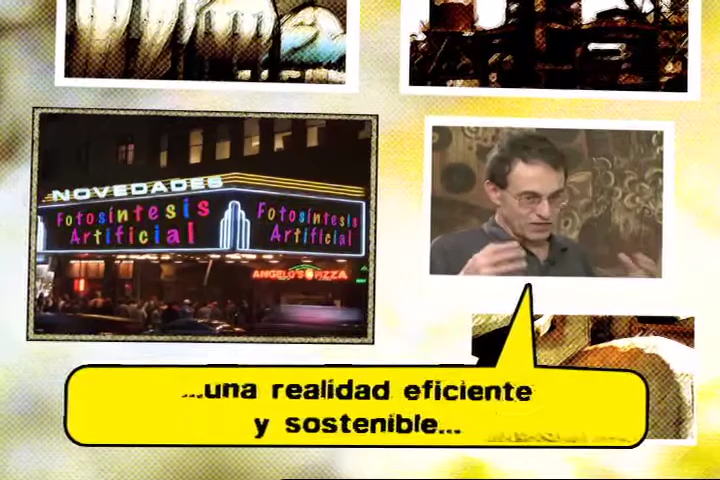 NOVEDADES
Fotosíntesis
Artificial
Fotosíntesis
Artificial
ANGELO'S PIZZA
...una realidad eficiente
y sostenible...